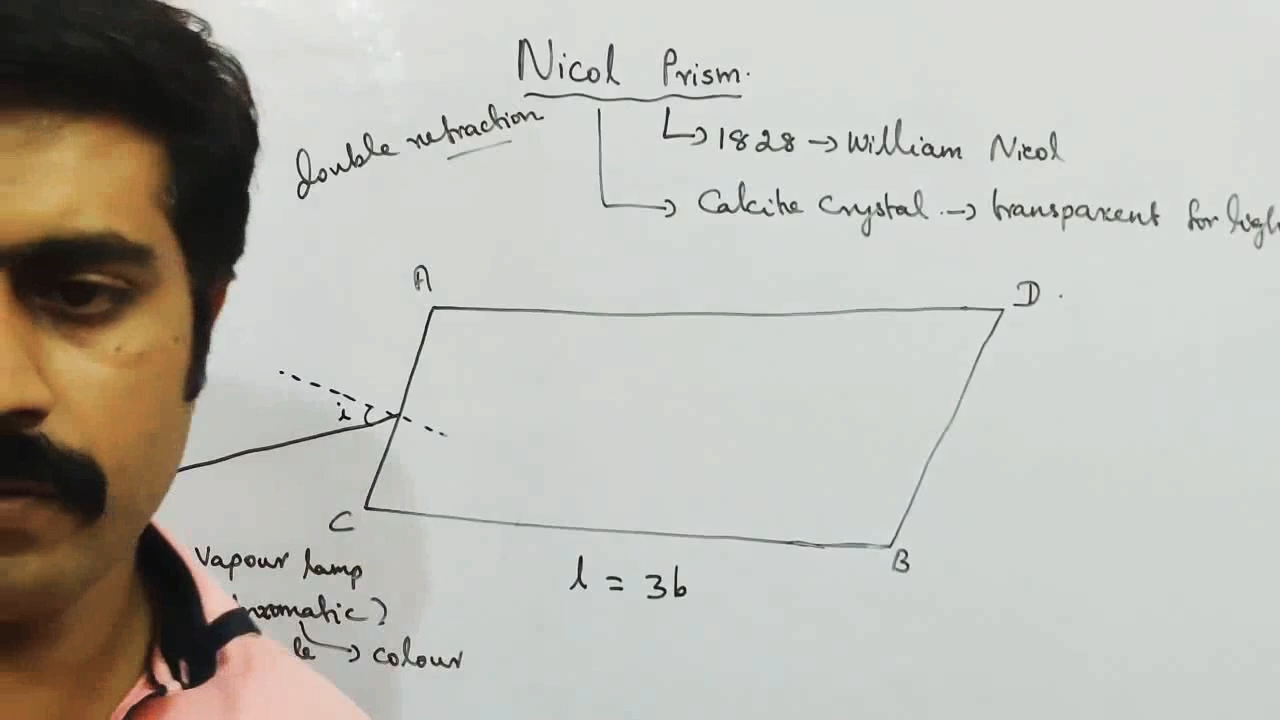 Nicol Prism.
double refraction
→ 1828 → William Nicol
→ Calcite Crystal → transparent for
A
D
i
C
B
l = 3b
Vapour lamp
→ colour